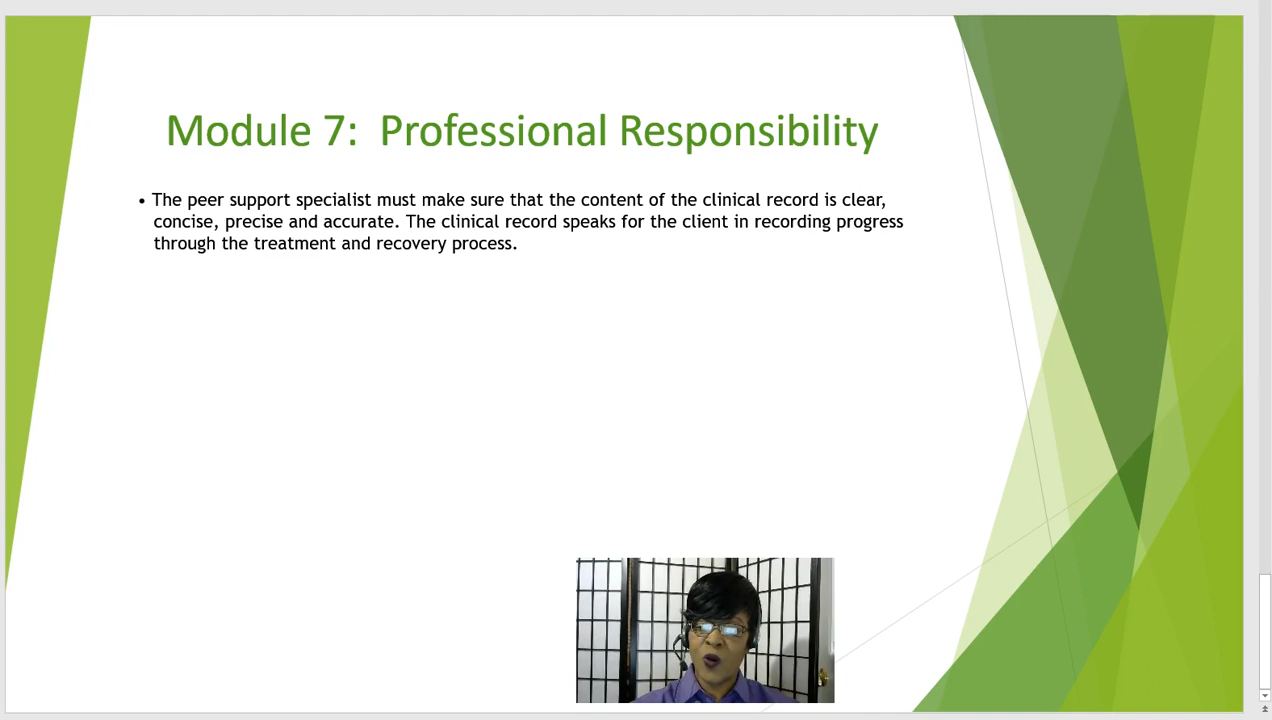 Module 7:  Professional Responsibility
• The peer support specialist must make sure that the content of the clinical record is clear,
concise, precise and accurate. The clinical record speaks for the client in recording progress
through the treatment and recovery process.